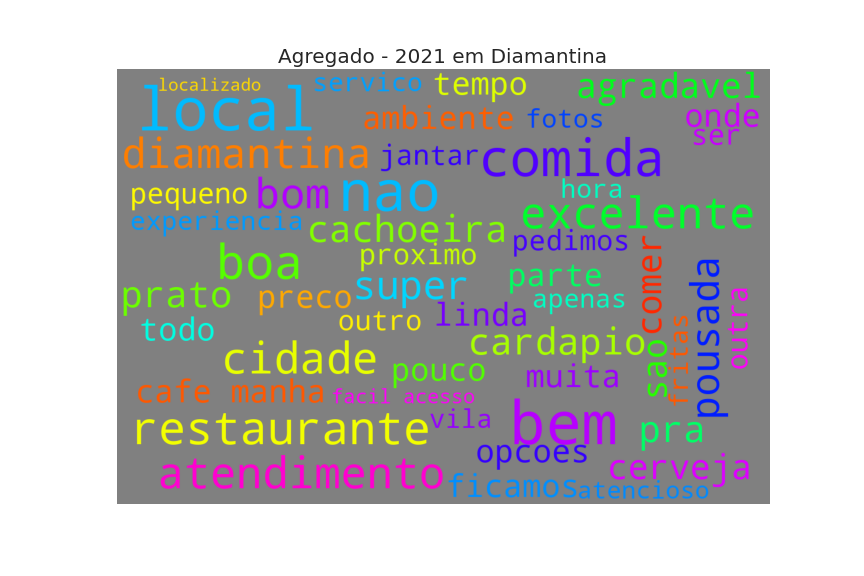 Agregado - 2021 em Diamantina
localizado
servico
tempo
agradavel
local
ambiente
fotos
onde
ser
diamantina
jantar
comida
pequeno
bom
nao
hora
excelente
experiencia
cachoeira
pedimos
boa
proximo
parte
comer
pousada
prato
preco
super
apenas
outra
todo
outro
linda
cardapio
sao
fritas
cidade
pouco
muita
cafe manha
facil acesso
restaurante
vila
bem
pra
opcoes
atendimento
cerveja
ficamos
atencioso